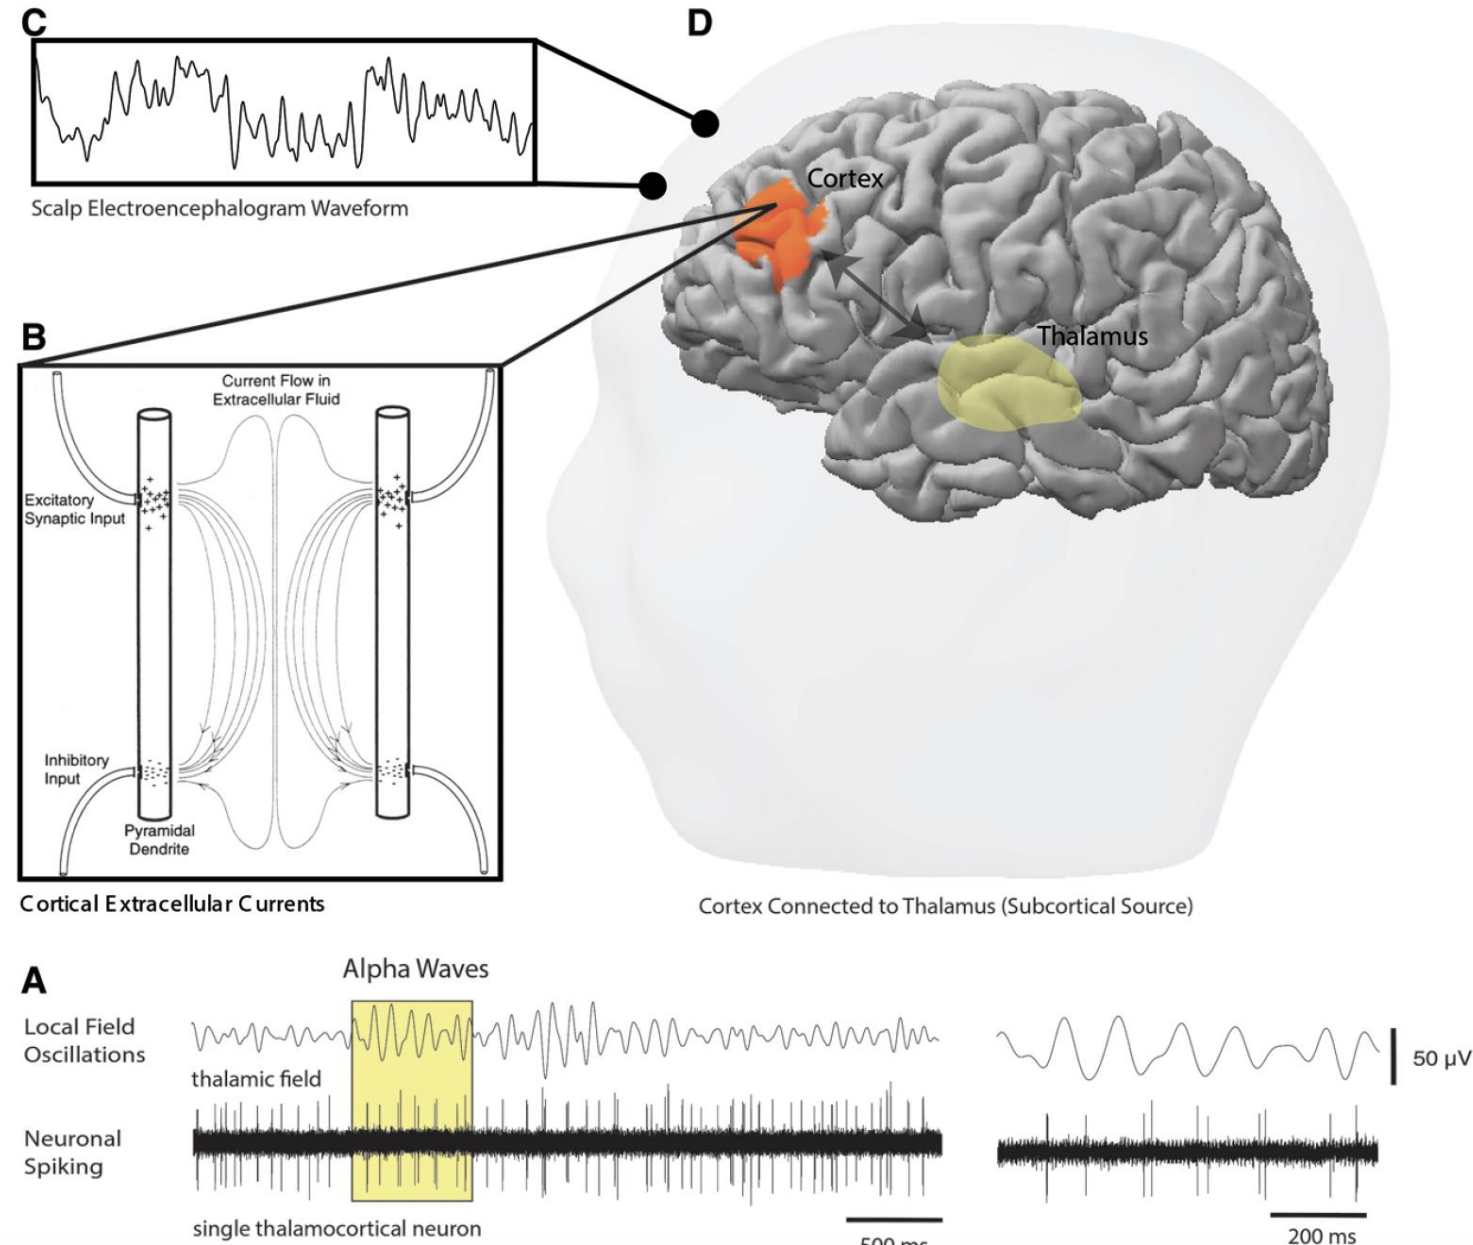 C
D
Scalp Electroencephalogram Waveform
Cortex
Thalamus
B
Current Flow in
Extracellular Fluid
Excitatory
Synaptic Input
Inhibitory
Input
Pyramidal
Dendrite
Cortical Extracellular Currents
Cortex Connected to Thalamus (Subcortical Source)
A
Alpha Waves
Local Field
Oscillations
thalamic field
50 µV
Neuronal
Spiking
single thalamocortical neuron
500 ms
200 ms